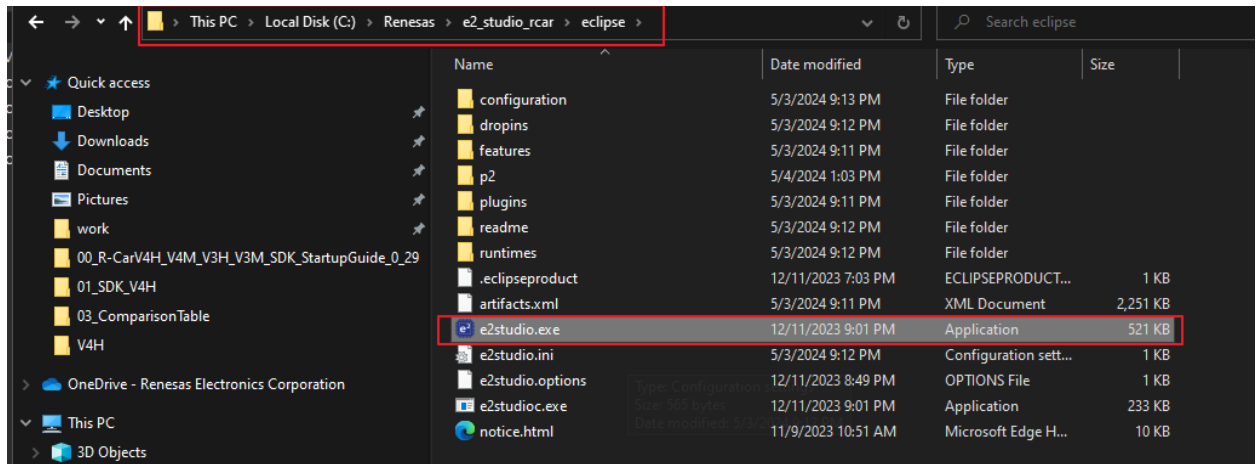 This PC > Local Disk (C:) > Renesas > e2_studio_rcar > eclipse >
Search eclipse
Name Date modified Type Size
Quick access
Desktop
Downloads
Documents
Pictures
work
00_R-CarV4H_V4M_V3H_V3M_SDK_StartupGuide_0_29
01_SDK_V4H
03_ComparisonTable
V4H
OneDrive - Renesas Electronics Corporation
This PC
3D Objects
configuration 5/3/2024 9:13 PM File folder
dropins 5/3/2024 9:12 PM File folder
features 5/3/2024 9:11 PM File folder
p2 5/4/2024 1:03 PM File folder
plugins 5/3/2024 9:11 PM File folder
readme 5/3/2024 9:12 PM File folder
runtimes 5/3/2024 9:12 PM File folder
.eclipseproduct 12/11/2023 7:03 PM ECLIPSEPRODUCT... 1 KB
artifacts.xml 5/3/2024 9:11 PM XML Document 2,251 KB
e2studio.exe 12/11/2023 9:01 PM Application 521 KB
e2studio.ini 5/3/2024 9:12 PM Configuration sett... 1 KB
e2studio.options 12/11/2023 8:49 PM OPTIONS File 1 KB
e2studioc.exe 12/11/2023 9:01 PM Application 233 KB
notice.html 11/9/2023 10:51 AM Microsoft Edge H... 10 KB
Type: Configuration
Size: 565 bytes
Date modified: 5/3/